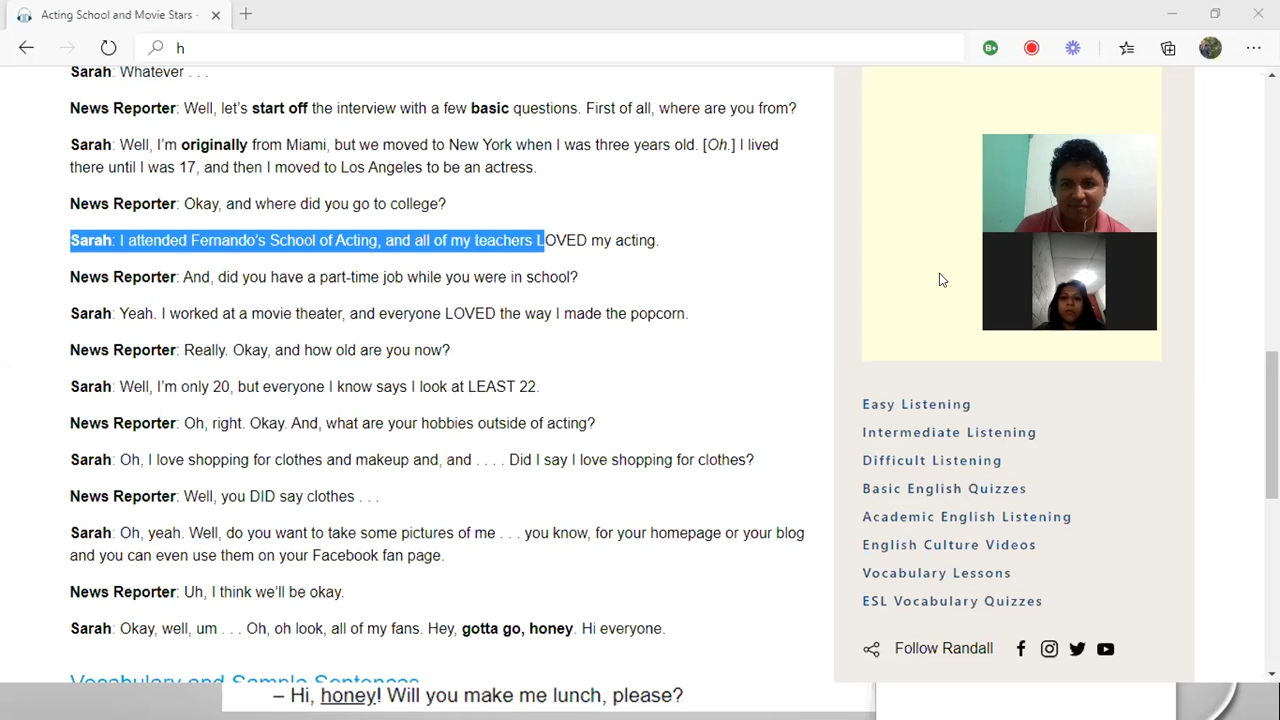 Acting School and Movie Stars -
h
Sarah: Whatever . . .
News Reporter: Well, let’s start off the interview with a few basic questions. First of all, where are you from?
Sarah: Well, I’m originally from Miami, but we moved to New York when I was three years old. [Oh.] I lived
there until I was 17, and then I moved to Los Angeles to be an actress.
News Reporter: Okay, and where did you go to college?
Sarah: I attended Fernando’s School of Acting, and all of my teachers LOVED my acting.
News Reporter: And, did you have a part-time job while you were in school?
Sarah: Yeah. I worked at a movie theater, and everyone LOVED the way I made the popcorn.
News Reporter: Really. Okay, and how old are you now?
Sarah: Well, I’m only 20, but everyone I know says I look at LEAST 22.
News Reporter: Oh, right. Okay. And, what are your hobbies outside of acting?
Sarah: Oh, I love shopping for clothes and makeup and, and . . . . Did I say I love shopping for clothes?
News Reporter: Well, you DID say clothes . . .
Sarah: Oh, yeah. Well, do you want to take some pictures of me . . . you know, for your homepage or your blog
and you can even use them on your Facebook fan page.
News Reporter: Uh, I think we’ll be okay.
Sarah: Okay, well, um . . . Oh, oh look, all of my fans. Hey, gotta go, honey. Hi everyone.
Vocabulary and Sample Sentences
– Hi, honey! Will you make me lunch, please?
Easy Listening
Intermediate Listening
Difficult Listening
Basic English Quizzes
Academic English Listening
English Culture Videos
Vocabulary Lessons
ESL Vocabulary Quizzes
Follow Randall